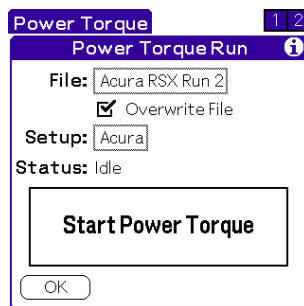 Power Torque 1 2
Power Torque Run i
File: Acura RSX Run 2
Overwrite File
Setup: Acura
Status: Idle
Start Power Torque
OK